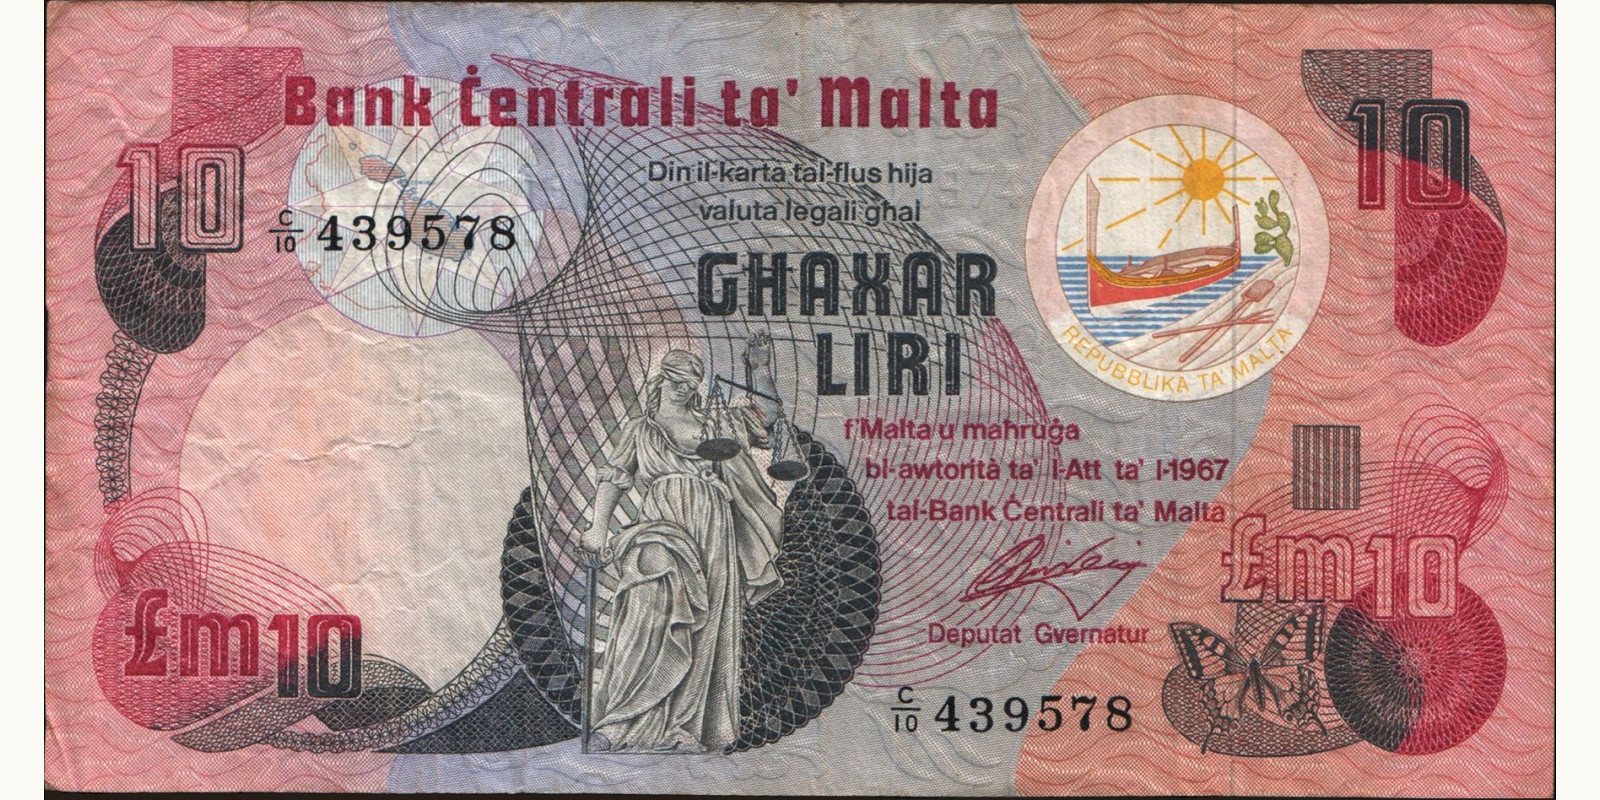 Bank Ċentrali ta' Malta
10
10
Din il-karta tal-flus hija
valuta legali għal
C/10 439578
GĦAXAR
LIRI
REPUBBLIKA TA' MALTA
f'Malta u maħruġa
bl-awtorità ta' l-Att ta' l-1967
tal-Bank Ċentrali ta' Malta
£m10
Deputat Gvernatur
£m10
C/10 439578